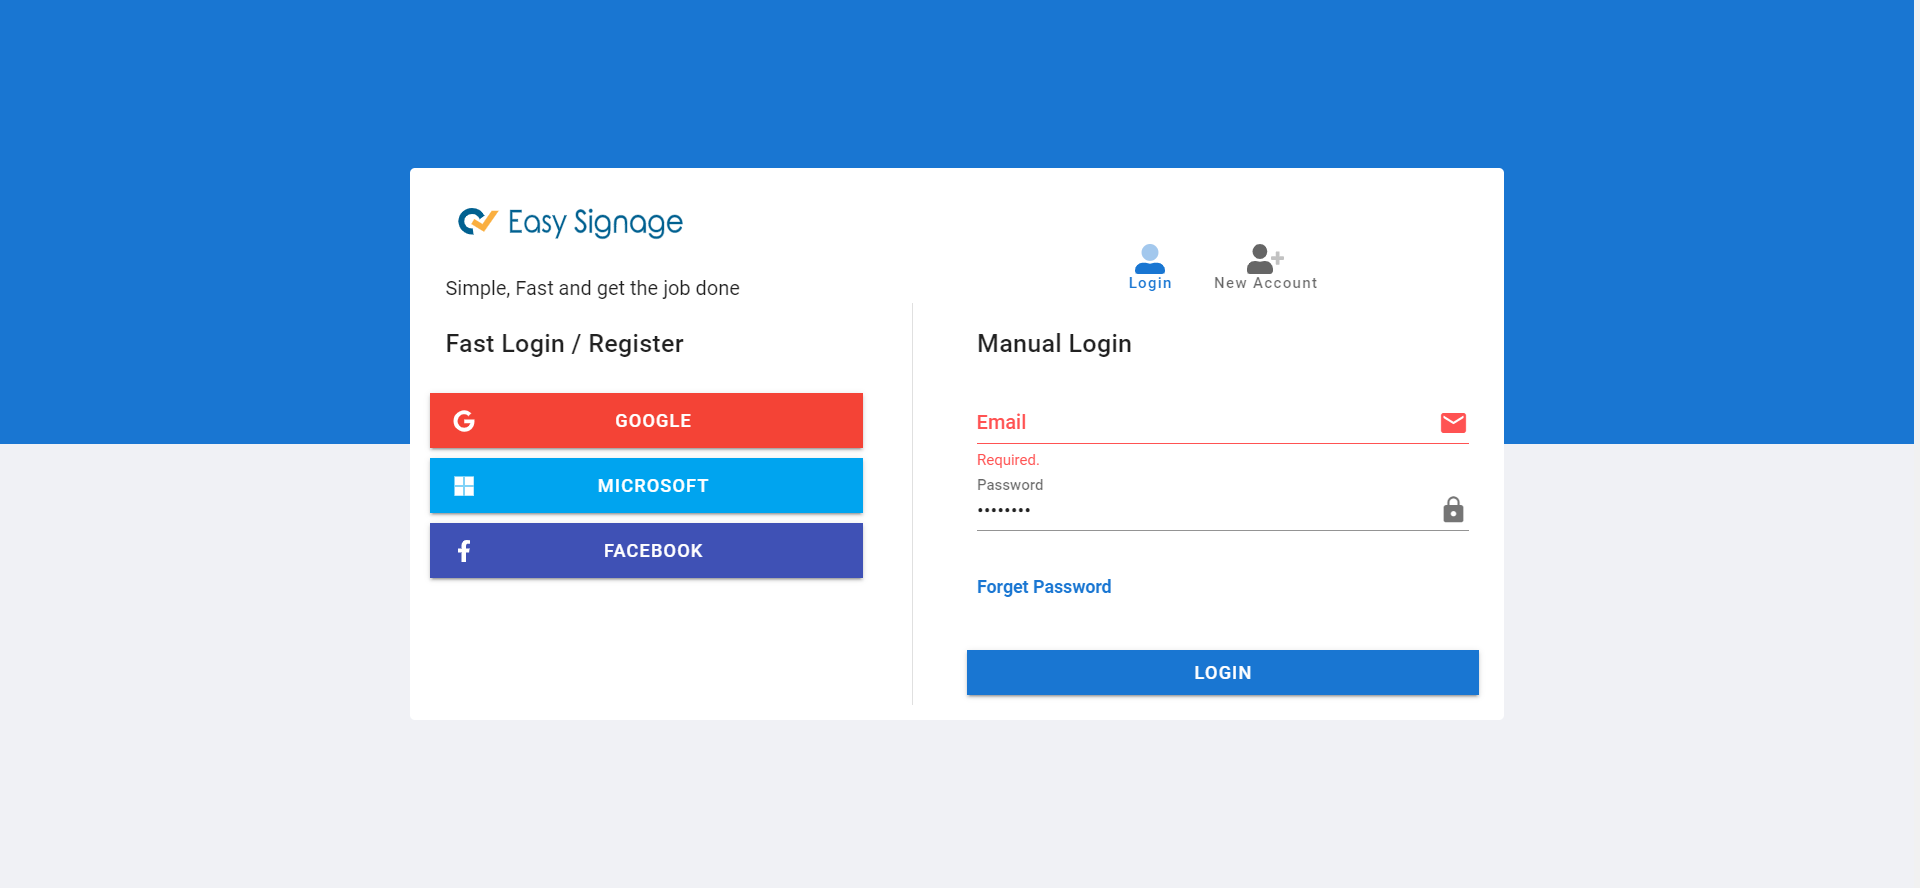 Easy Signage
Simple, Fast and get the job done
Fast Login / Register
GOOGLE
MICROSOFT
FACEBOOK
Login
New Account
Manual Login
Email
Required.
Password
••••••••
Forget Password
LOGIN